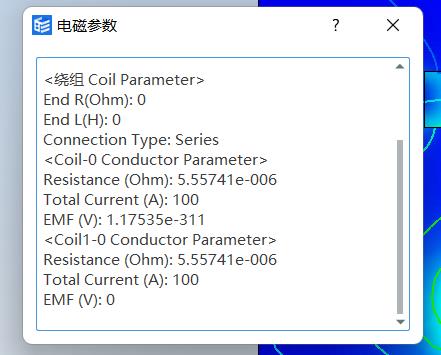 电磁参数
<绕组 Coil Parameter>
End R(Ohm): 0
End L(H): 0
Connection Type: Series
<Coil-0 Conductor Parameter>
Resistance (Ohm): 5.55741e-006
Total Current (A): 100
EMF (V): 1.17535e-311
<Coil1-0 Conductor Parameter>
Resistance (Ohm): 5.55741e-006
Total Current (A): 100
EMF (V): 0